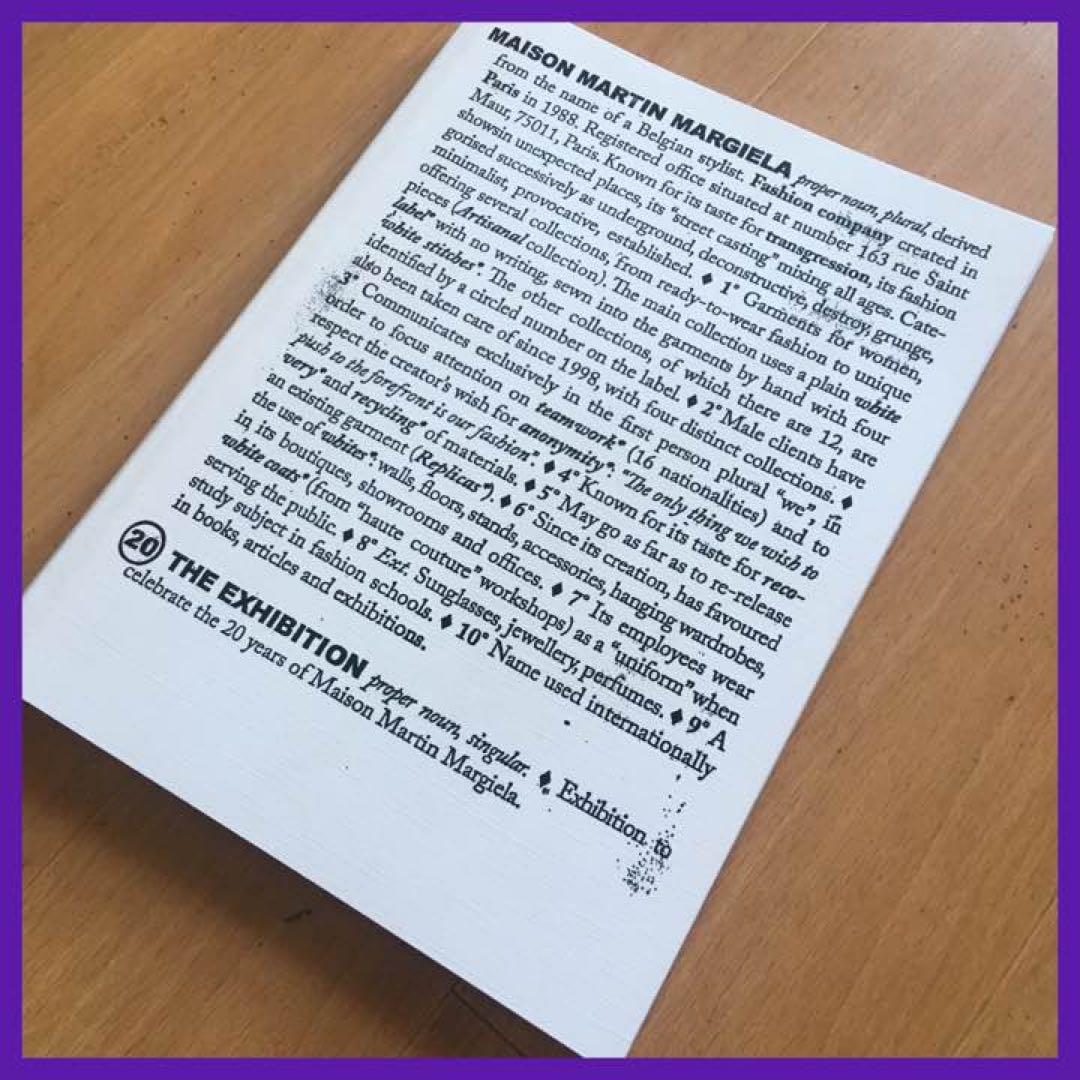 MAISON MARTIN MARGIELA proper noun, plural, derived
from the name of a Belgian stylist. Fashion company created in
Paris in 1988. Registered office situated at number 163 rue Saint
Maur, 75011, Paris. Known for its taste for transgression, its fashion
showsin unexpected places, its “street casting” mixing all ages. Cate-
gorised successively as underground, deconstructive, destroy, grunge,
minimalist, provocative, established. ♦ 1° Garments for women,
offering several collections, from ready-to-wear fashion to unique
pieces (Artisanal collection). The main collection uses a plain white
label* with no writing, sewn into the garments by hand with four
white stitches*. The other collections, of which there are 12, are
identified by a circled number on the label. ♦ 2° Male clients have
also been taken care of since 1998, with four distinct collections. ♦
3° Communicates exclusively in the first person plural “we”, in
order to focus attention on teamwork* (16 nationalities) and to
respect the creator's wish for anonymity*: “The only thing we wish to
push to the forefront is our fashion”. ♦ 4° Known for its taste for reco-
very* and recycling* of materials. ♦ 5° May go as far as to re-release
an existing garment (Replicas*). ♦ 6° Since its creation, has favoured
the use of whites*: walls, floors, stands, accessories, hanging wardrobes,
in its boutiques, showrooms and offices. ♦ 7° Its employees wear
white coats* (from “haute couture” workshops) as a “uniform” when
serving the public. ♦ 8° Ext. Sunglasses, jewellery, perfumes. ♦ 9° A
study subject in fashion schools. ♦ 10° Name used internationally
in books, articles and exhibitions.
⑳ THE EXHIBITION proper noun, singular. ♦ Exhibition to
celebrate the 20 years of Maison Martin Margiela.